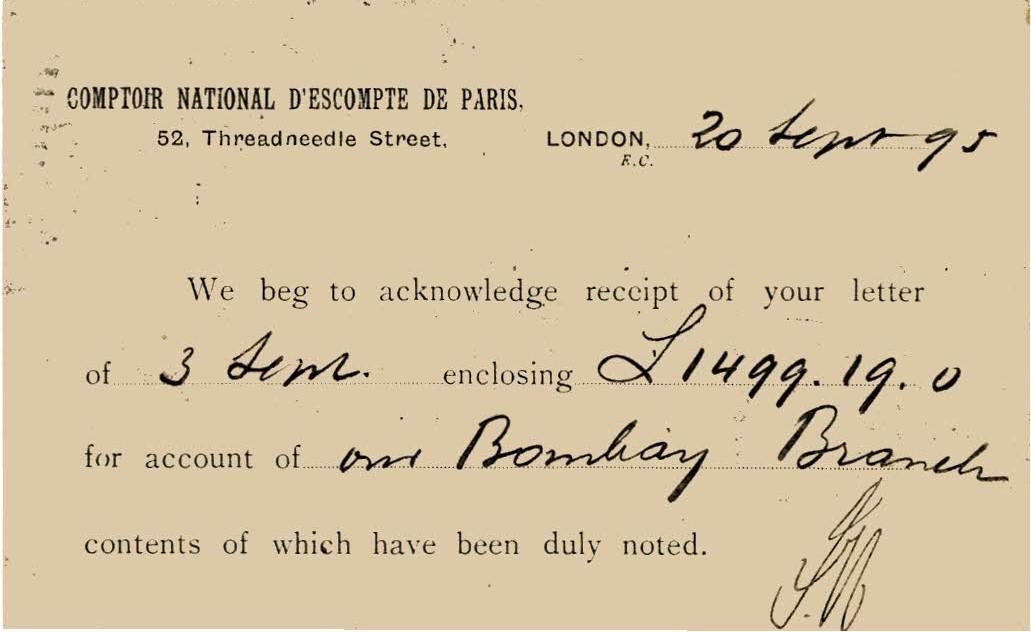 COMPTOIR NATIONAL D'ESCOMPTE DE PARIS,
52, Threadneedle Street, LONDON, 20 Sept 95
E.C.
We beg to acknowledge receipt of your letter
of 3 Sept. enclosing £1499.19.0
for account of our Bombay Branch
contents of which have been duly noted.